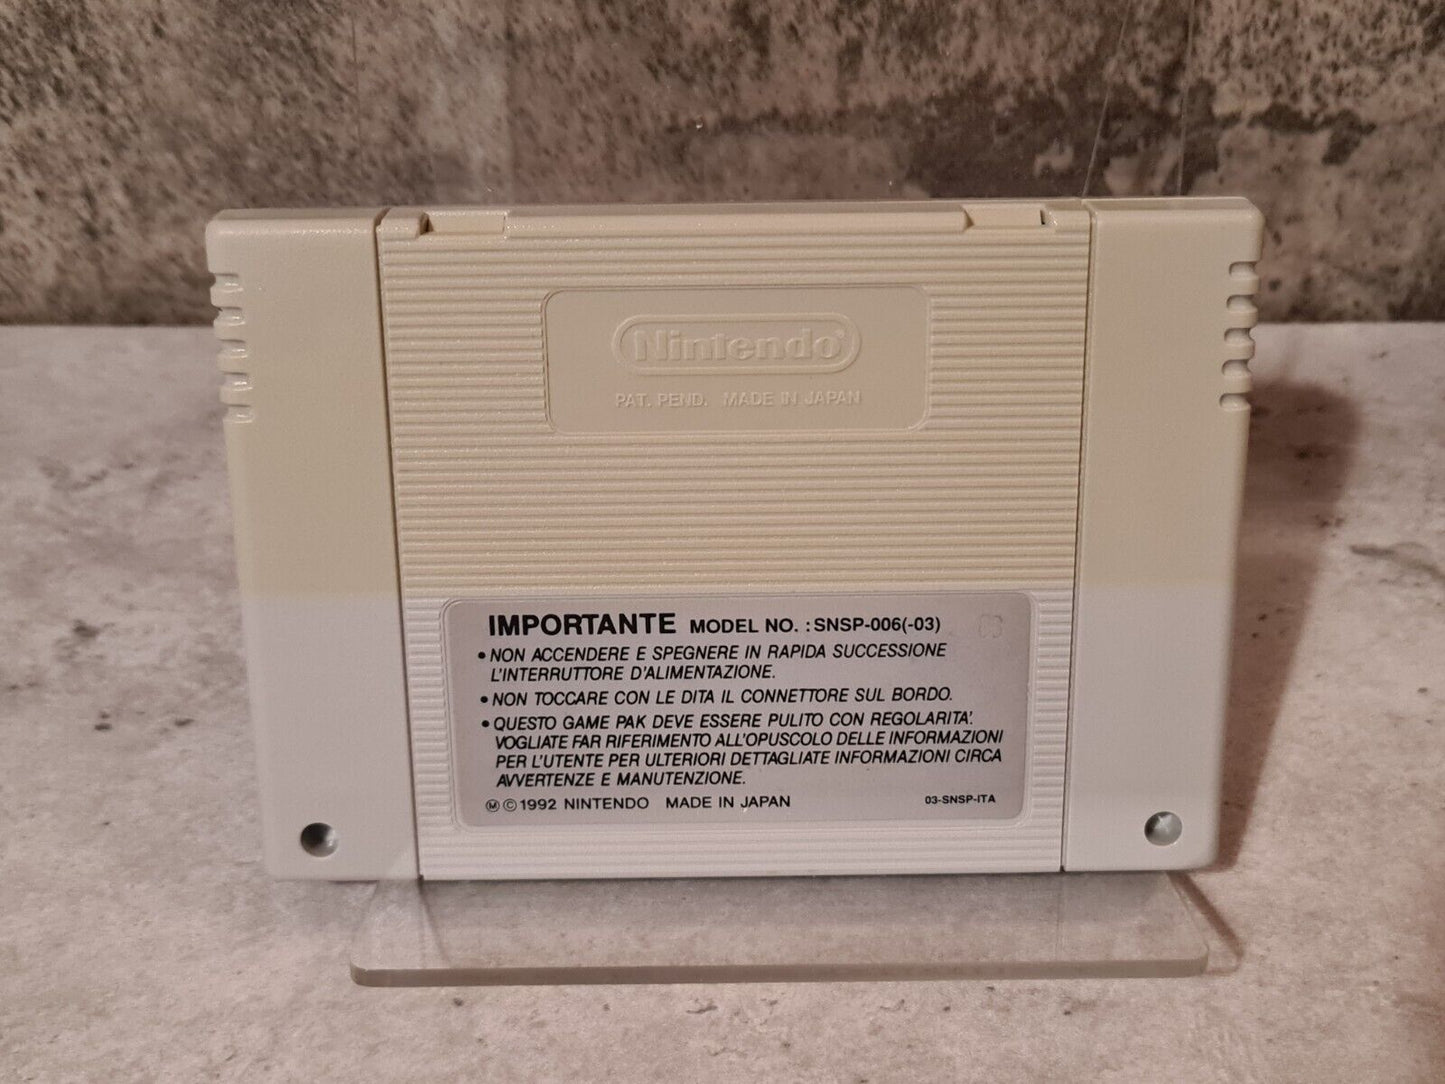 Nintendo®
PAT. PEND. MADE IN JAPAN
IMPORTANTE MODEL NO. : SNSP-006(-03)
• NON ACCENDERE E SPEGNERE IN RAPIDA SUCCESSIONE
L'INTERRUTTORE D'ALIMENTAZIONE.
• NON TOCCARE CON LE DITA IL CONNETTORE SUL BORDO.
• QUESTO GAME PAK DEVE ESSERE PULITO CON REGOLARITA'.
VOGLIATE FAR RIFERIMENTO ALL'OPUSCOLO DELLE INFORMAZIONI
PER L'UTENTE PER ULTERIORI DETTAGLIATE INFORMAZIONI CIRCA
AVVERTENZE E MANUTENZIONE.
Ⓜ © 1992 NINTENDO MADE IN JAPAN 03-SNSP-ITA